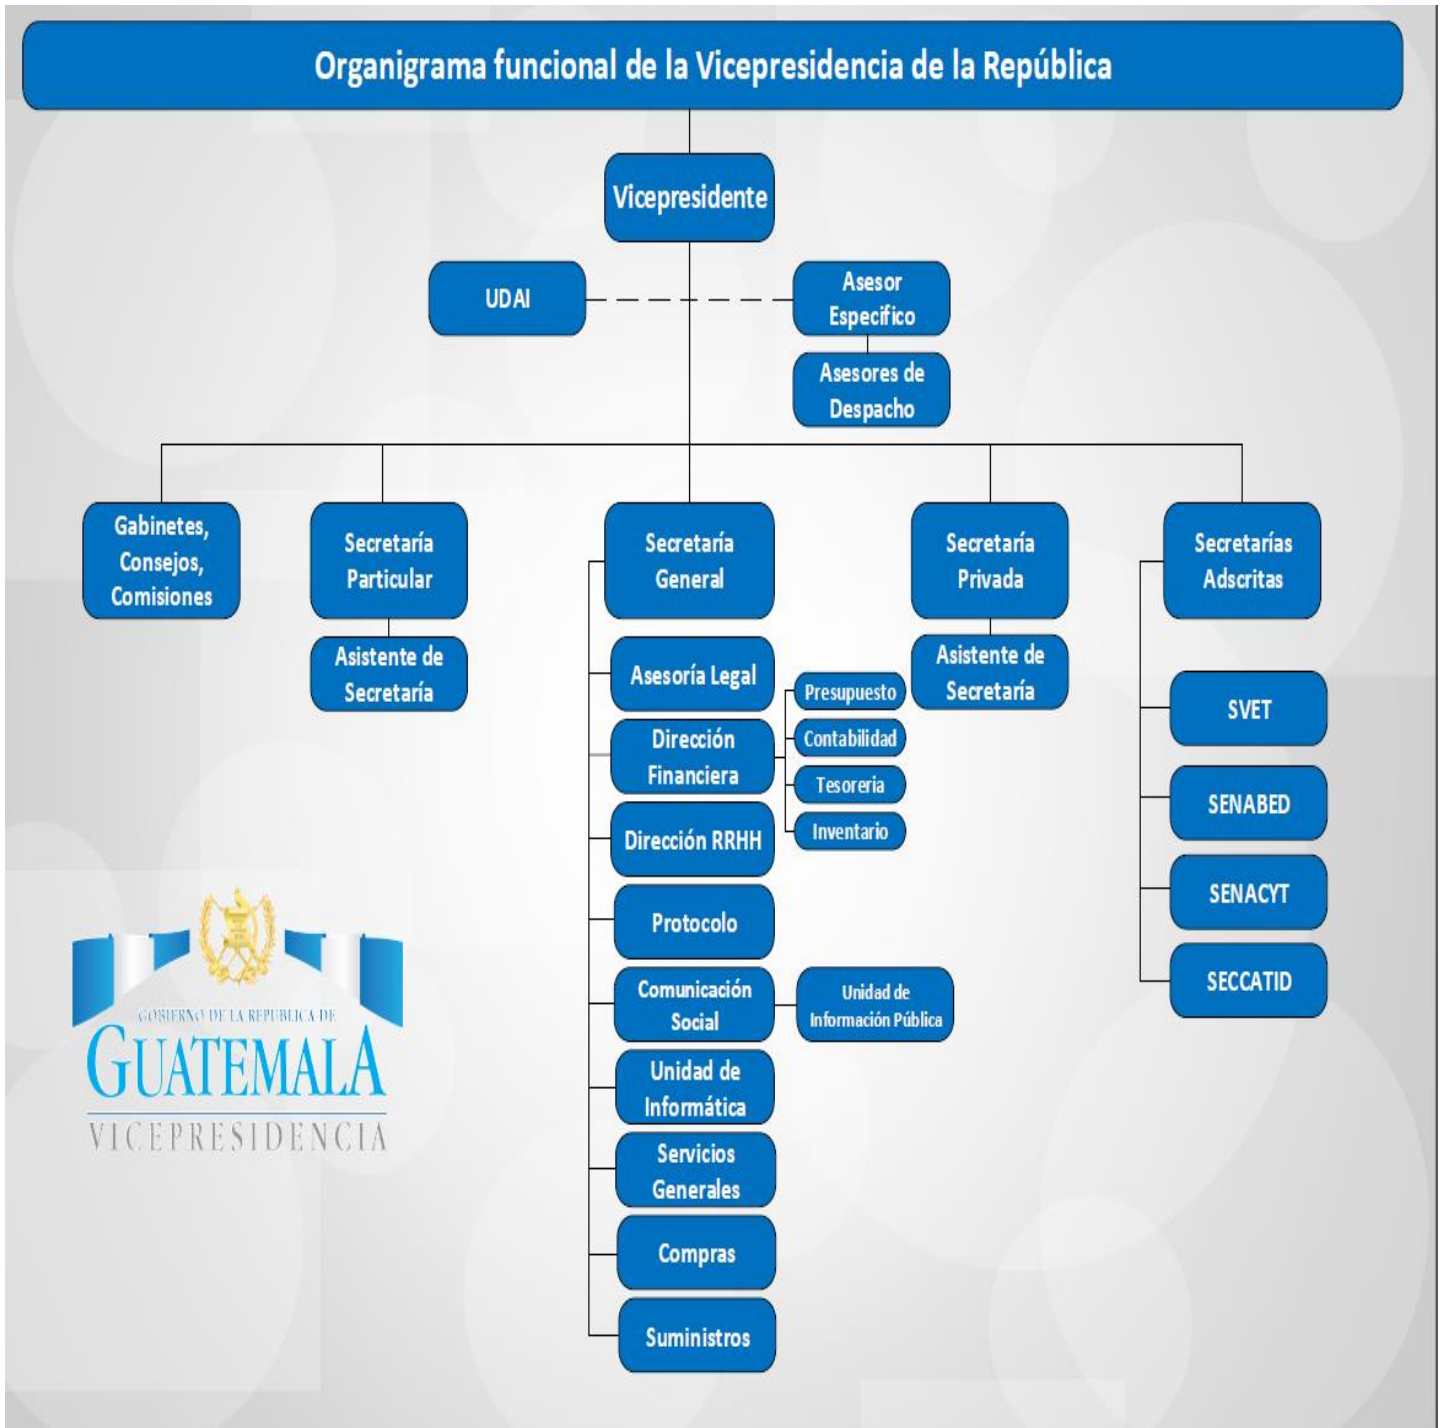 Organigrama funcional de la Vicepresidencia de la República
Vicepresidente
UDAI
Asesor
Especifico
Asesores de
Despacho
Gabinetes,
Consejos,
Comisiones
Secretaría
Particular
Asistente de
Secretaría
Secretaría
General
Asesoría Legal
Dirección
Financiera
Presupuesto
Contabilidad
Tesoreria
Inventario
Dirección RRHH
Protocolo
Comunicación
Social
Unidad de
Información Pública
Unidad de
Informática
Servicios
Generales
Compras
Suministros
Secretaría
Privada
Asistente de
Secretaría
Secretarías
Adscritas
SVET
SENABED
SENACYT
SECCATID
GOBIERNO DE LA REPUBLICA DE
GUATEMALA
VICEPRESIDENCIA